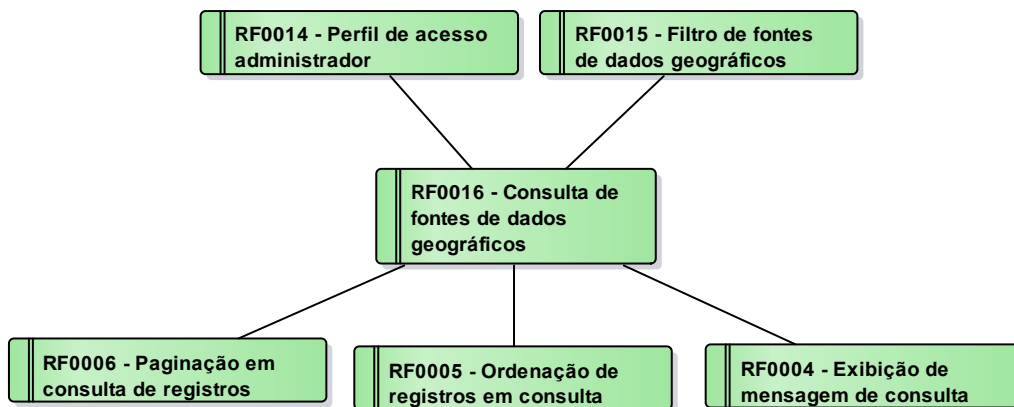 RF0014 - Perfil de acesso
administrador
RF0015 - Filtro de fontes
de dados geográficos
RF0016 - Consulta de
fontes de dados
geográficos
RF0006 - Paginação em
consulta de registros
RF0005 - Ordenação de
registros em consulta
RF0004 - Exibição de
mensagem de consulta